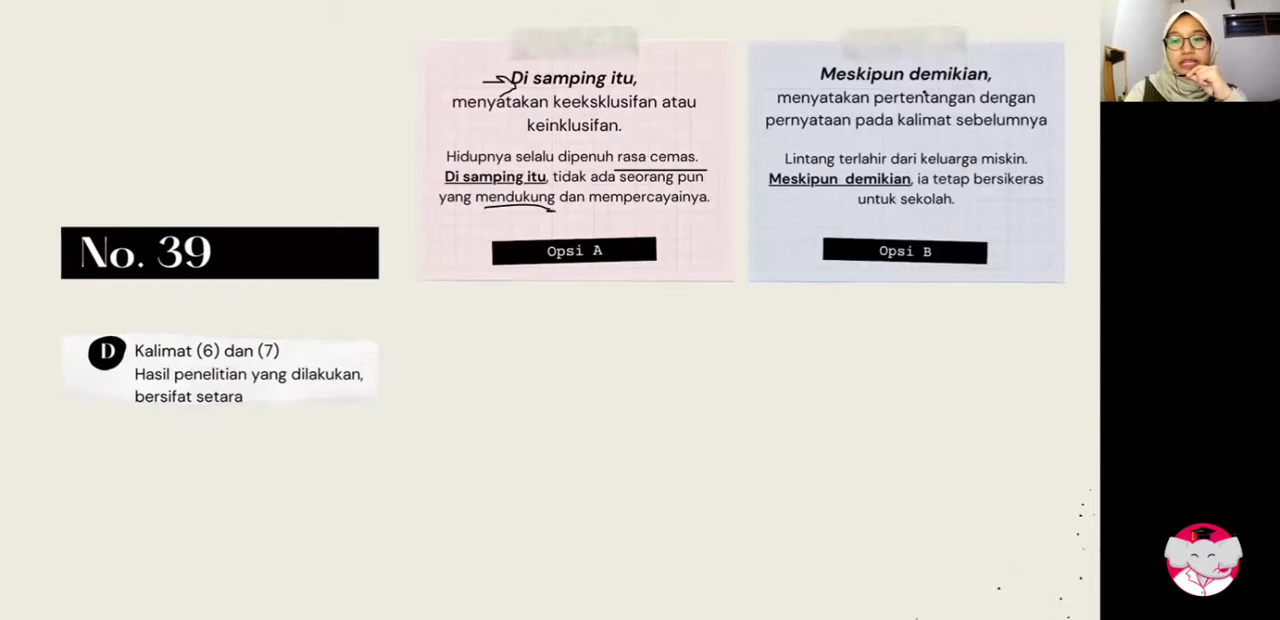 Di samping itu,
menyatakan keeksklusifan atau
keinklusifan.
Hidupnya selalu dipenuh rasa cemas.
Di samping itu, tidak ada seorang pun
yang mendukung dan mempercayainya.
Opsi A
Meskipun demikian,
menyatakan pertentangan dengan
pernyataan pada kalimat sebelumnya
Lintang terlahir dari keluarga miskin.
Meskipun demikian, ia tetap bersikeras
untuk sekolah.
Opsi B
No. 39
D Kalimat (6) dan (7)
Hasil penelitian yang dilakukan,
bersifat setara